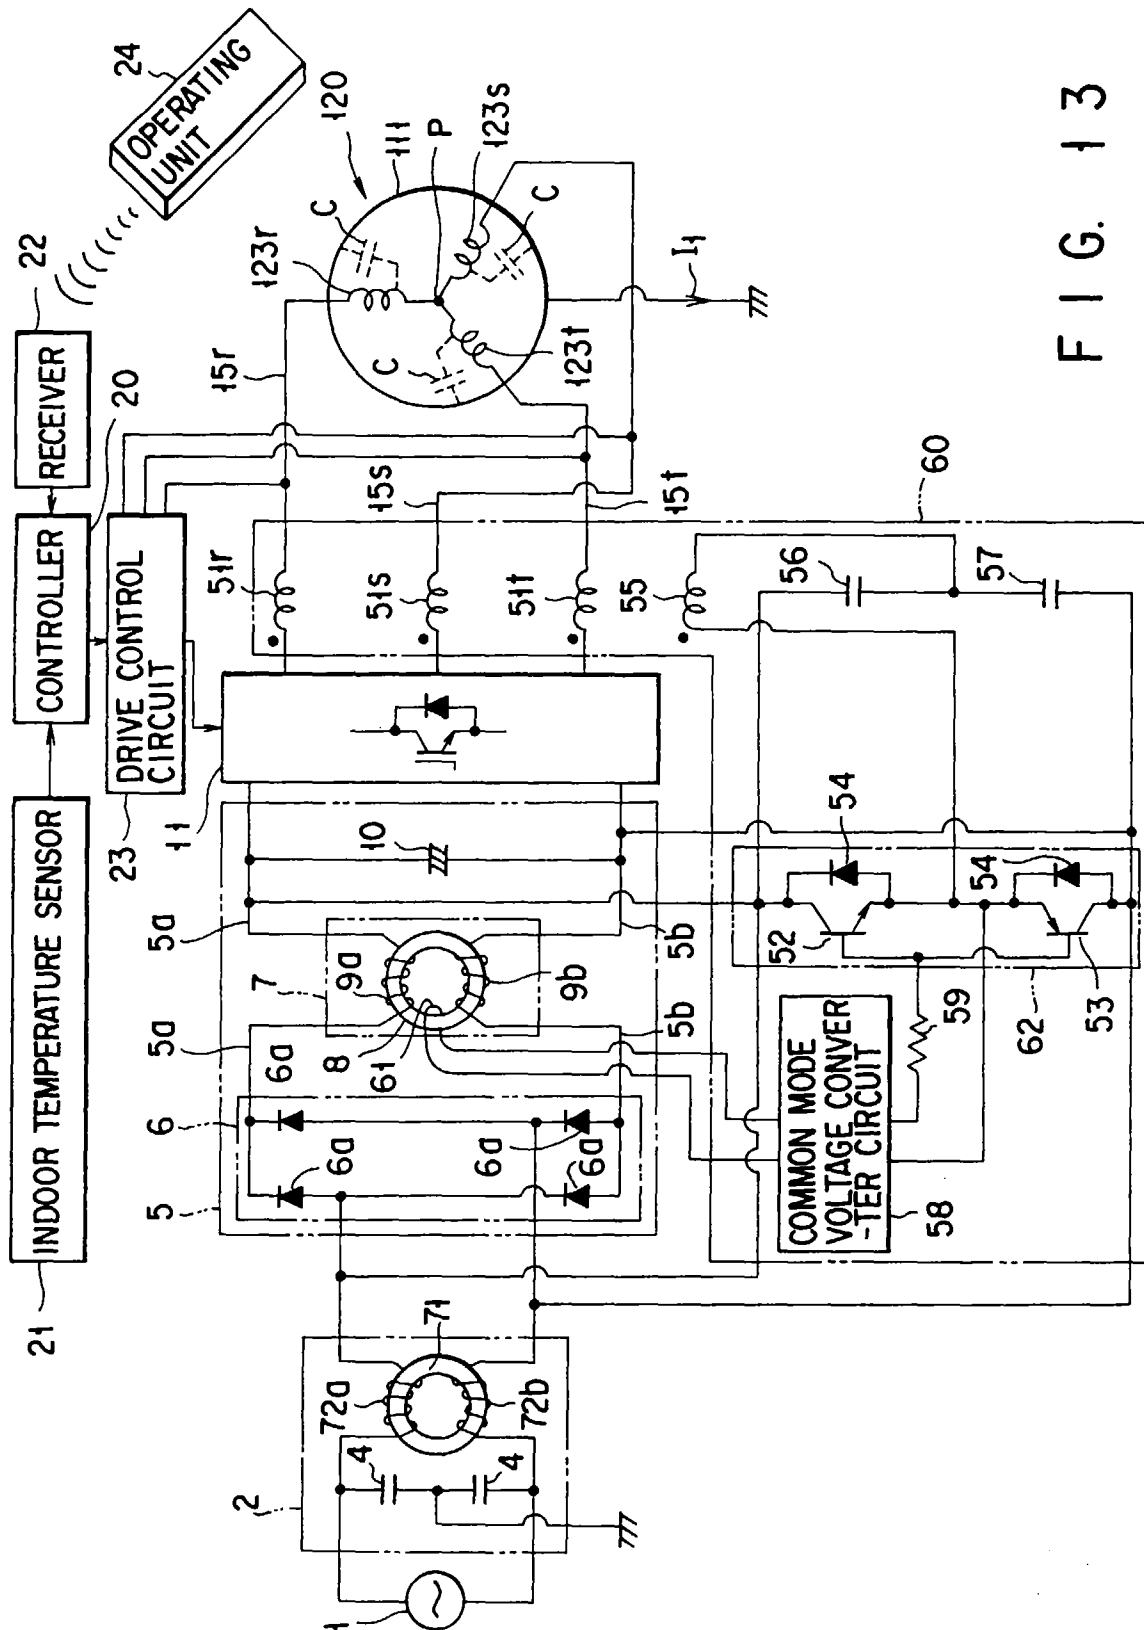 INDOOR TEMPERATURE SENSOR
21
CONTROLLER
20
RECEIVER
22
OPERATING
UNIT
24
DRIVE CONTROL
CIRCUIT
23
11
1
2
4
4
71
72a
72b
5
6
6a
6a
6a
6a
5a
5a
5b
5b
7
8
9a
9b
61
10
51r
51s
51t
55
56
57
60
15r
15s
15t
120
111
P
C
C
C
123r
123s
123t
I1
COMMON MODE
VOLTAGE CONVER
-TER CIRCUIT
58
59
62
52
53
54
54
FIG. 13